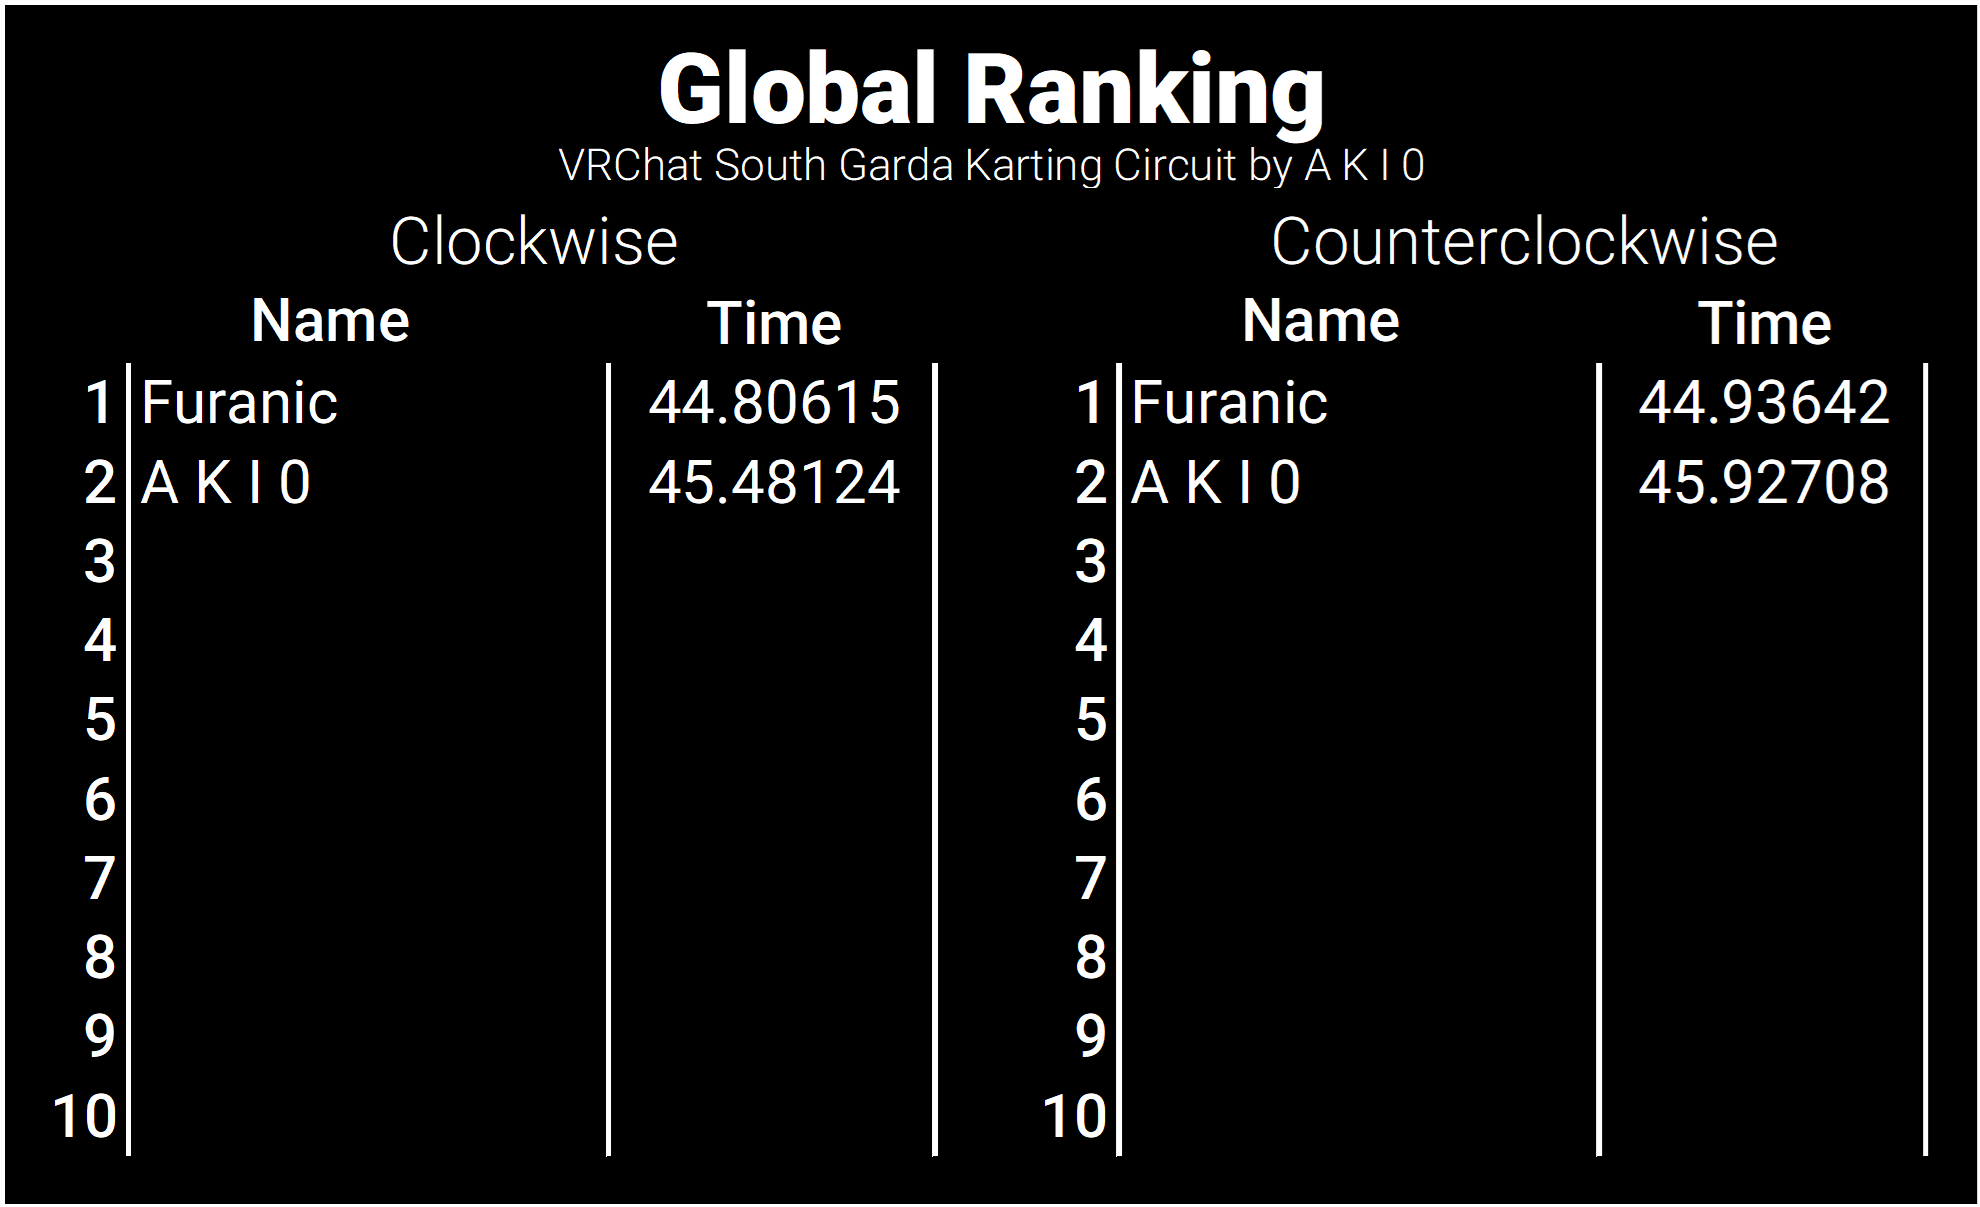 Global Ranking
VRChat South Garda Karting Circuit by A K I 0
Clockwise
Name Time
1 Furanic 44.80615
2 A K I 0 45.48124
3
4
5
6
7
8
9
10
Counterclockwise
Name Time
1 Furanic 44.93642
2 A K I 0 45.92708
3
4
5
6
7
8
9
10